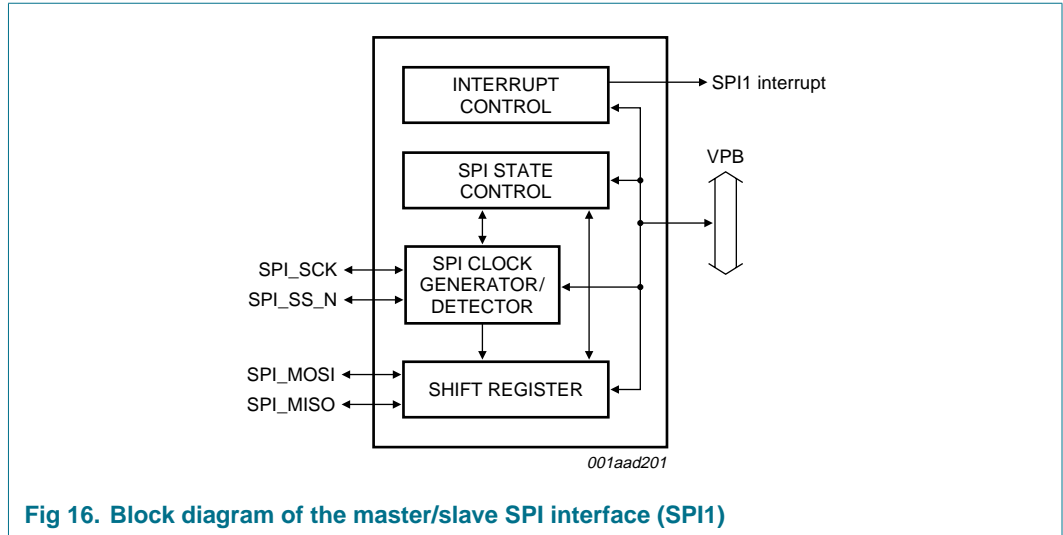 INTERRUPT
CONTROL
SPI1 interrupt
VPB
SPI STATE
CONTROL
SPI_SCK
SPI_SS_N
SPI CLOCK
GENERATOR/
DETECTOR
SPI_MOSI
SPI_MISO
SHIFT REGISTER
001aad201
Fig 16. Block diagram of the master/slave SPI interface (SPI1)